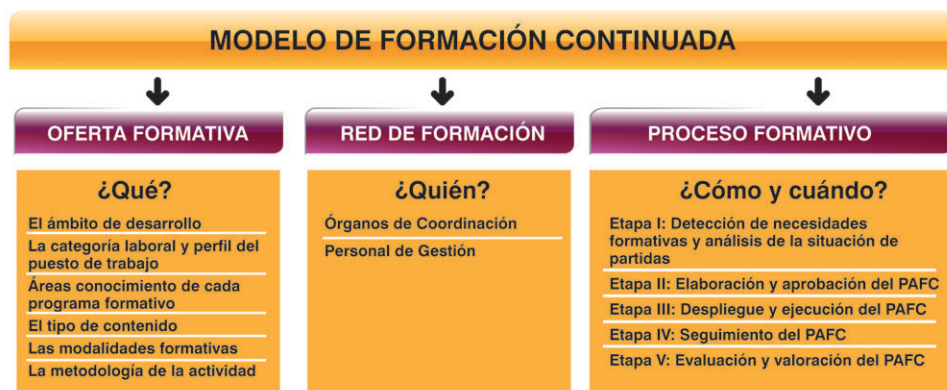 MODELO DE FORMACIÓN CONTINUADA
OFERTA FORMATIVA
¿Qué?
El ámbito de desarrollo
La categoría laboral y perfil del
puesto de trabajo
Áreas conocimiento de cada
programa formativo
El tipo de contenido
Las modalidades formativas
La metodología de la actividad
RED DE FORMACIÓN
¿Quién?
Órganos de Coordinación
Personal de Gestión
PROCESO FORMATIVO
¿Cómo y cuándo?
Etapa I: Detección de necesidades
formativas y análisis de la situación de
partidas
Etapa II: Elaboración y aprobación del PAFC
Etapa III: Despliegue y ejecución del PAFC
Etapa IV: Seguimiento del PAFC
Etapa V: Evaluación y valoración del PAFC